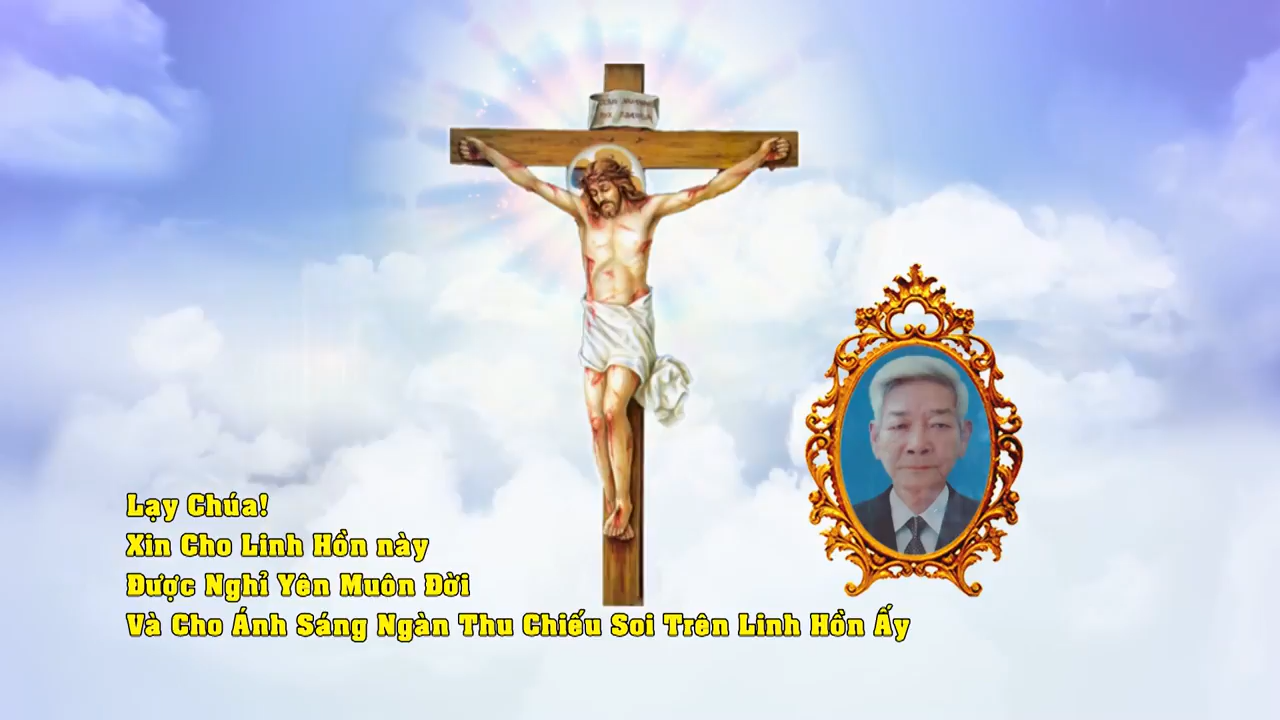 Lạy Chúa!
Xin Cho Linh Hồn này
Được Nghỉ Yên Muôn Đời
Và Cho Ánh Sáng Ngàn Thu Chiếu Soi Trên Linh Hồn Ấy